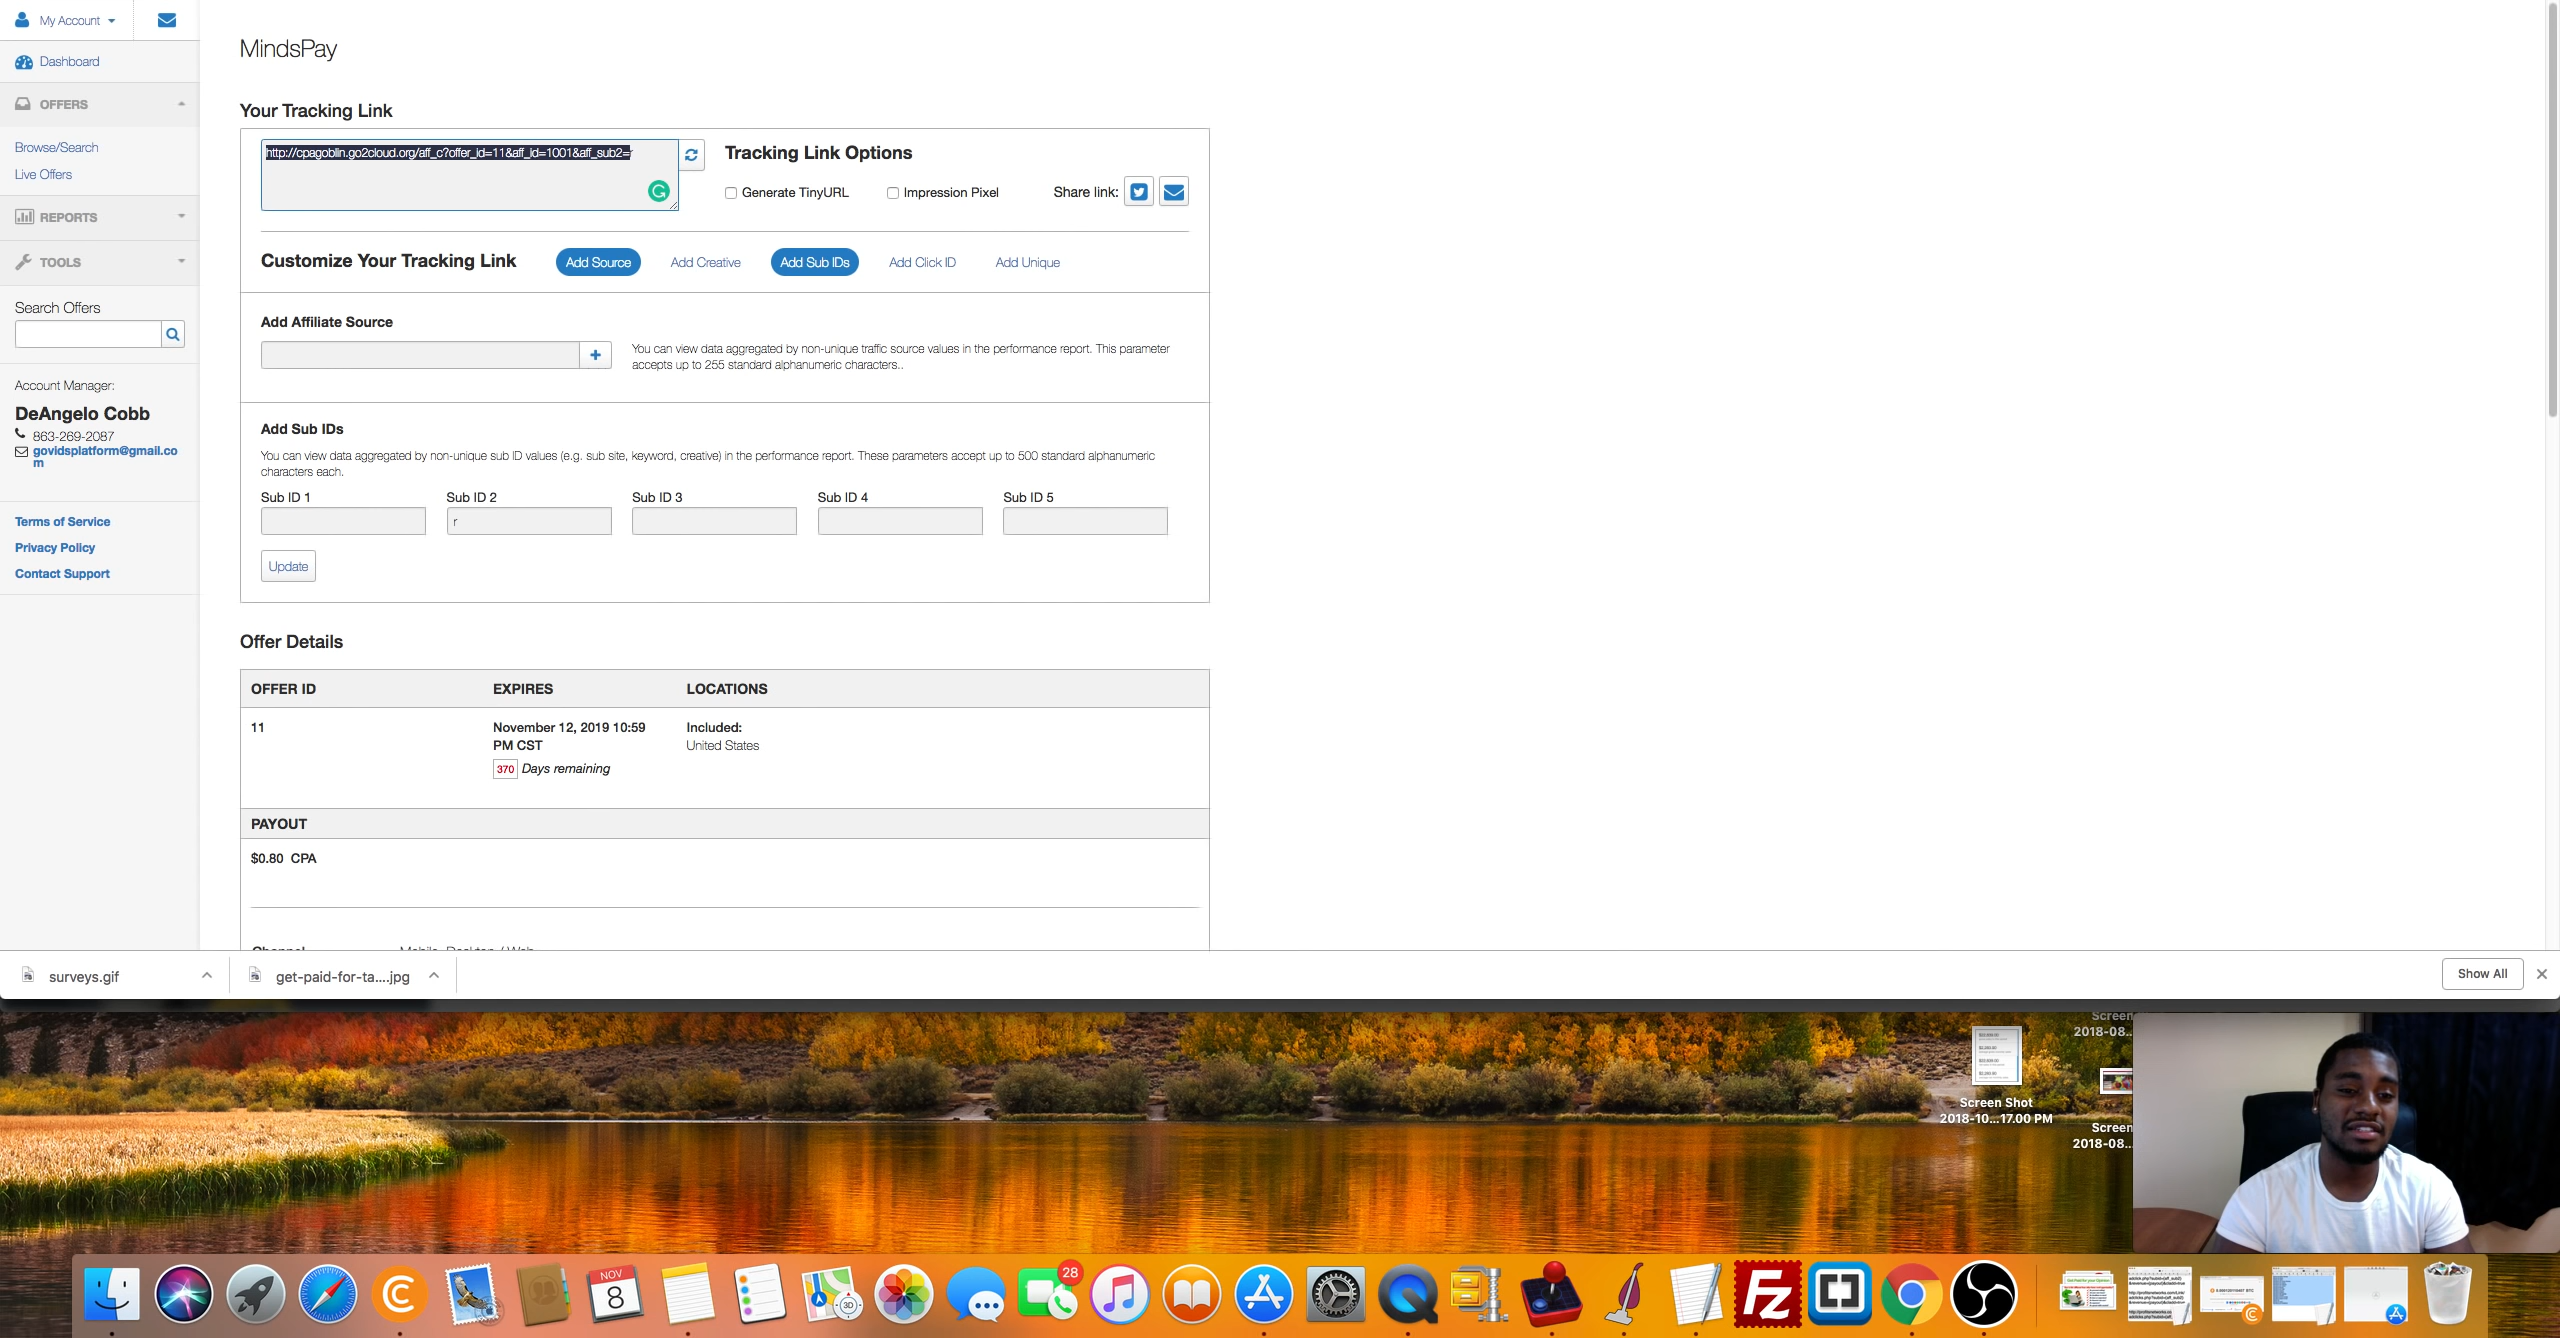 My Account
Dashboard
OFFERS
Browse/Search
Live Offers
REPORTS
TOOLS
Search Offers
Account Manager:
DeAngelo Cobb
863-269-2087
govidsplatform@gmail.co
m
Terms of Service
Privacy Policy
Contact Support
MindsPay
Your Tracking Link
http://cpagoblin.go2cloud.org/aff_c?offer_id=11&aff_id=1001&aff_sub2=r
Tracking Link Options
Generate TinyURL
Impression Pixel
Share link:
Customize Your Tracking Link
Add Source
Add Creative
Add Sub IDs
Add Click ID
Add Unique
Add Affiliate Source
You can view data aggregated by non-unique traffic source values in the performance report. This parameter
accepts up to 255 standard alphanumeric characters..
Add Sub IDs
You can view data aggregated by non-unique sub ID values (e.g. sub site, keyword, creative) in the performance report. These parameters accept up to 500 standard alphanumeric
characters each.
Sub ID 1
Sub ID 2
Sub ID 3
Sub ID 4
Sub ID 5
r
Update
Offer Details
OFFER ID
EXPIRES
LOCATIONS
11
November 12, 2019 10:59
PM CST
370 Days remaining
Included:
United States
PAYOUT
$0.80 CPA
surveys.gif
get-paid-for-ta....jpg
Show All
Screen
2018-08...
Screen Shot
2018-10...17.00 PM
Screen
2018-08...
NOV
8
3D
28
Fz